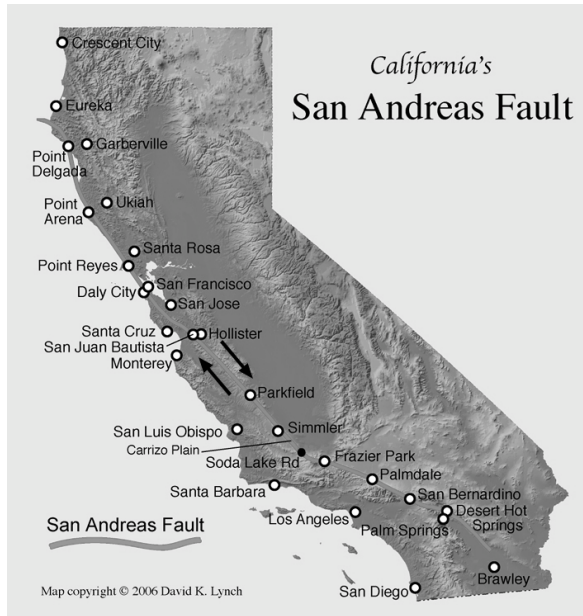 California's
San Andreas Fault
Crescent City
Eureka
Garberville
Point
Delgada
Ukiah
Point
Arena
Santa Rosa
Point Reyes
San Francisco
Daly City
San Jose
Santa Cruz
Hollister
San Juan Bautista
Monterey
Parkfield
San Luis Obispo
Simmler
Carrizo Plain
Soda Lake Rd
Frazier Park
Palmdale
Santa Barbara
San Bernardino
Los Angeles
Desert Hot
Springs
Palm Springs
San Andreas Fault
Brawley
San Diego
Map copyright © 2006 David K. Lynch